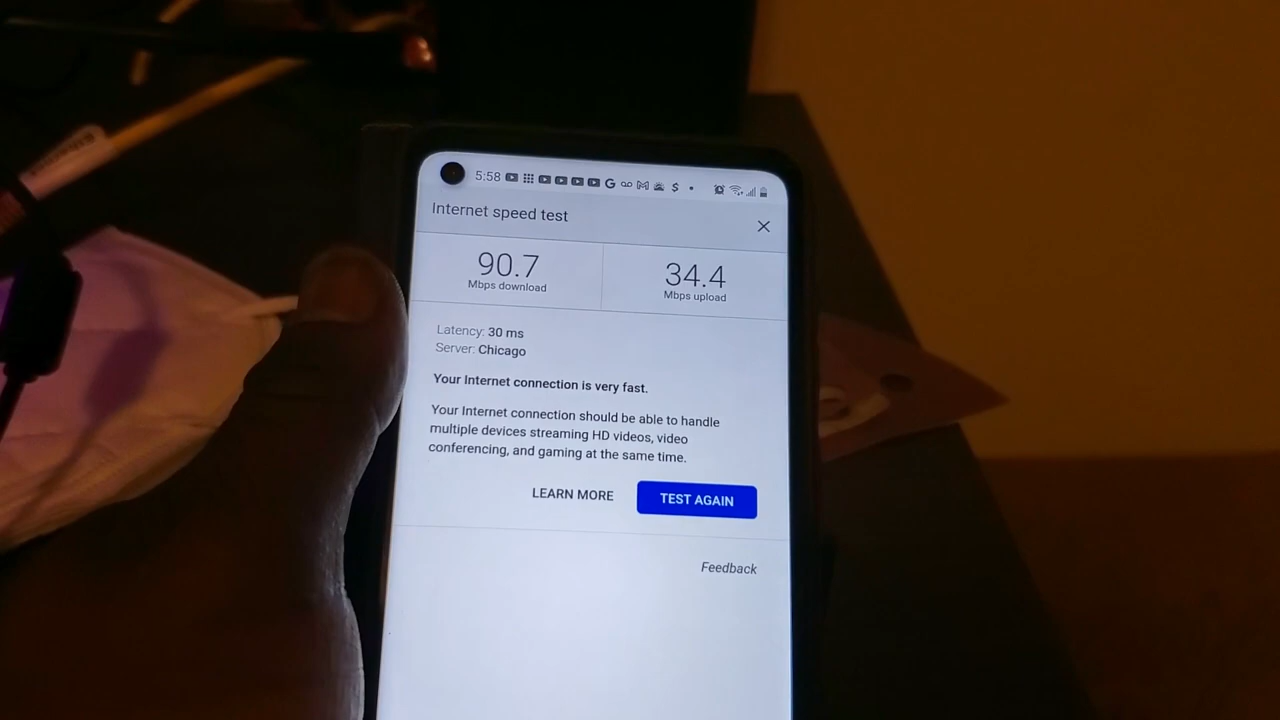 5:58 G M $
Internet speed test
90.7
Mbps download
34.4
Mbps upload
Latency: 30 ms
Server: Chicago
Your Internet connection is very fast.
Your Internet connection should be able to handle
multiple devices streaming HD videos, video
conferencing, and gaming at the same time.
LEARN MORE
TEST AGAIN
Feedback